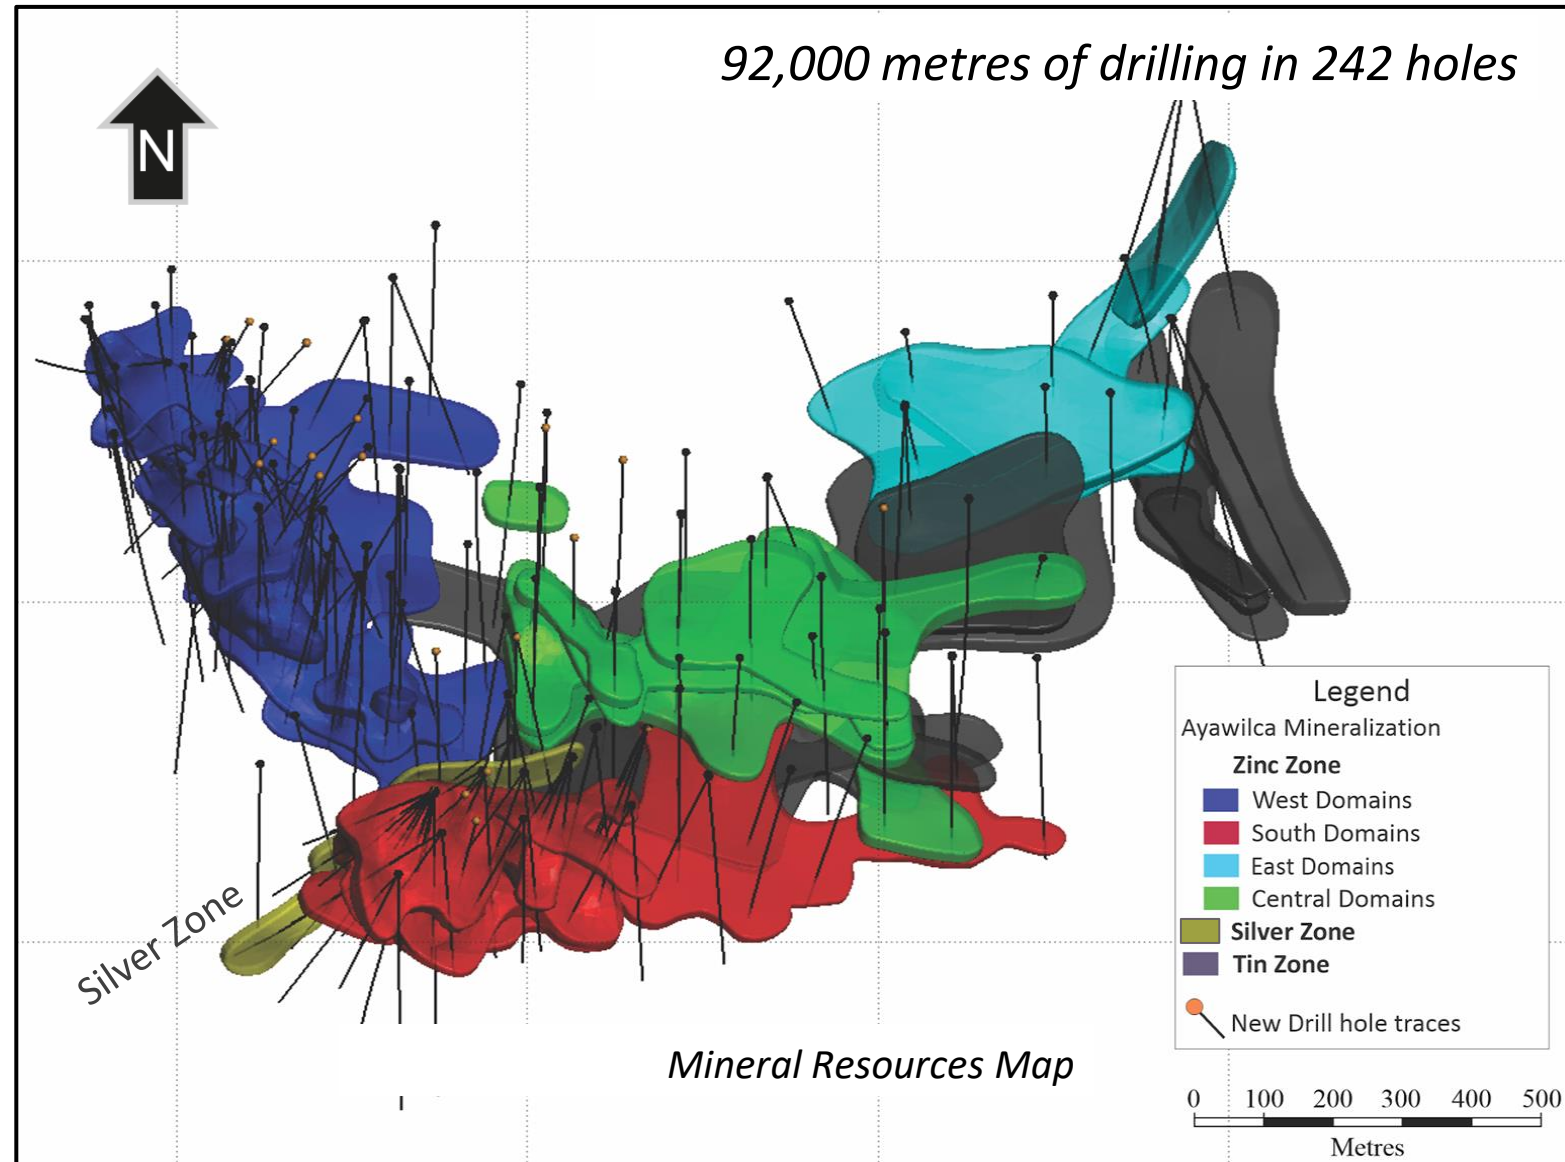 92,000 metres of drilling in 242 holes
N
Silver Zone
Legend
Ayawilca Mineralization
Zinc Zone
West Domains
South Domains
East Domains
Central Domains
Silver Zone
Tin Zone
New Drill hole traces
Mineral Resources Map
0 100 200 300 400 500
Metres